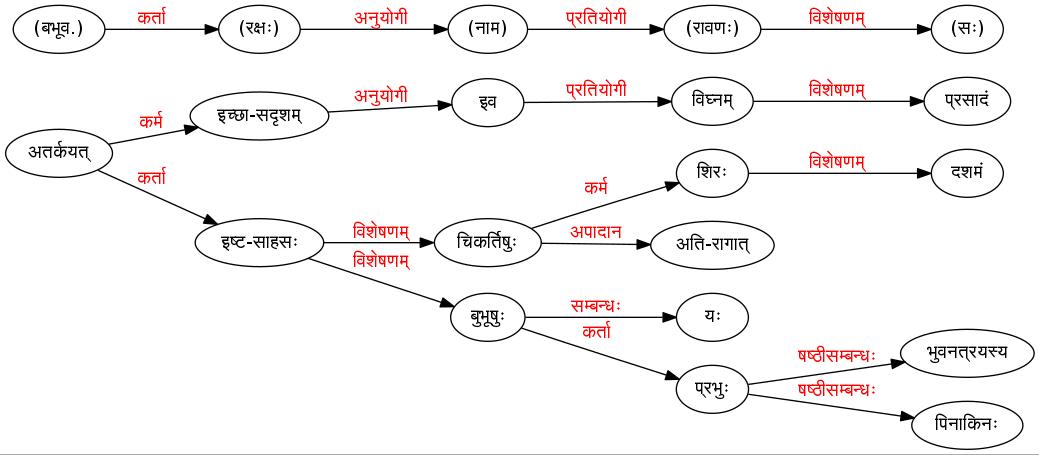 (बभूव.) कर्ता (रक्षः) अनुयोगी (नाम) प्रतियोगी (रावणः) विशेषणम् (सः)
अतर्कयत् कर्म इच्छा-सदृशम् अनुयोगी इव प्रतियोगी विघ्नम् विशेषणम् प्रसादं
कर्ता इष्ट-साहसः विशेषणम् चिकर्तिषुः कर्म शिरः विशेषणम् दशमं
अपादान अति-रागात्
विशेषणम् बुभूषुः सम्बन्धः यः
कर्ता प्रभुः षष्ठीसम्बन्धः भुवनत्रयस्य
षष्ठीसम्बन्धः पिनाकिनः